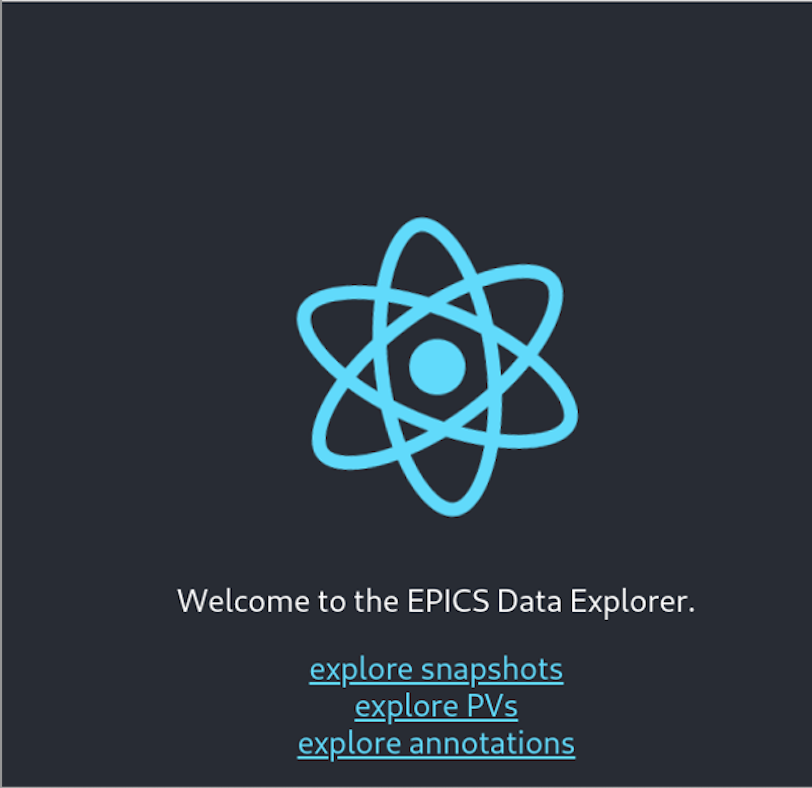 Welcome to the EPICS Data Explorer.
explore snapshots
explore PVs
explore annotations